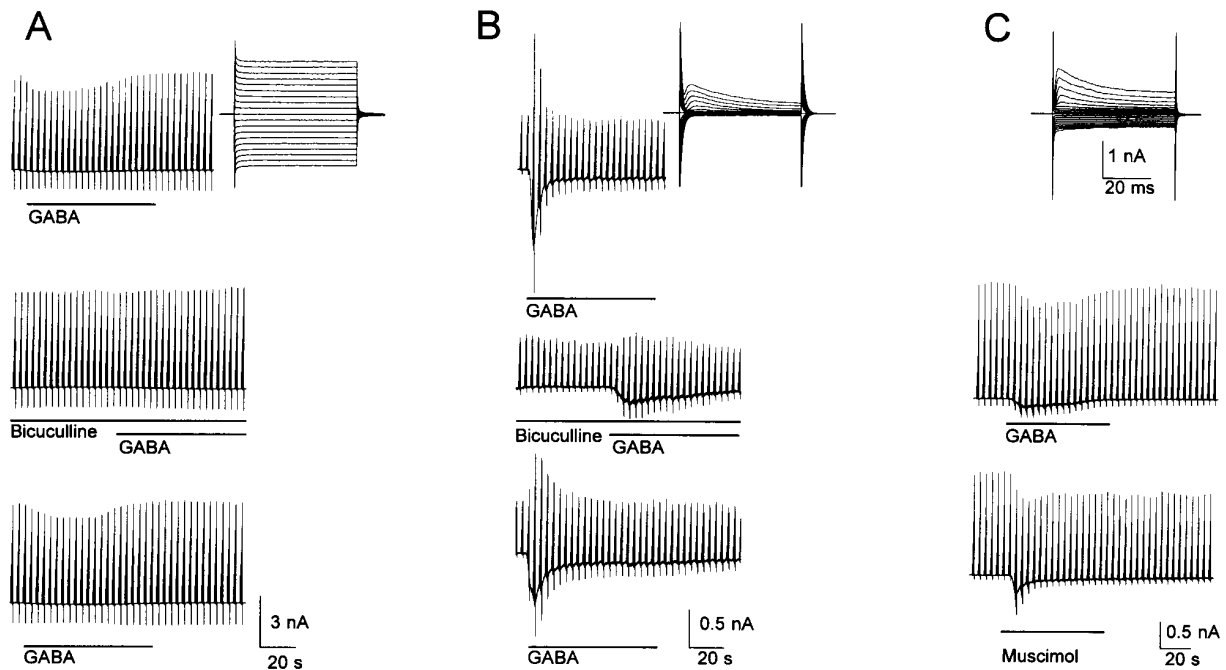 A
B
C
1 nA
20 ms
GABA
GABA
Bicuculline
GABA
Bicuculline
GABA
GABA
GABA
3 nA
20 s
GABA
0.5 nA
20 s
Muscimol
0.5 nA
20 s